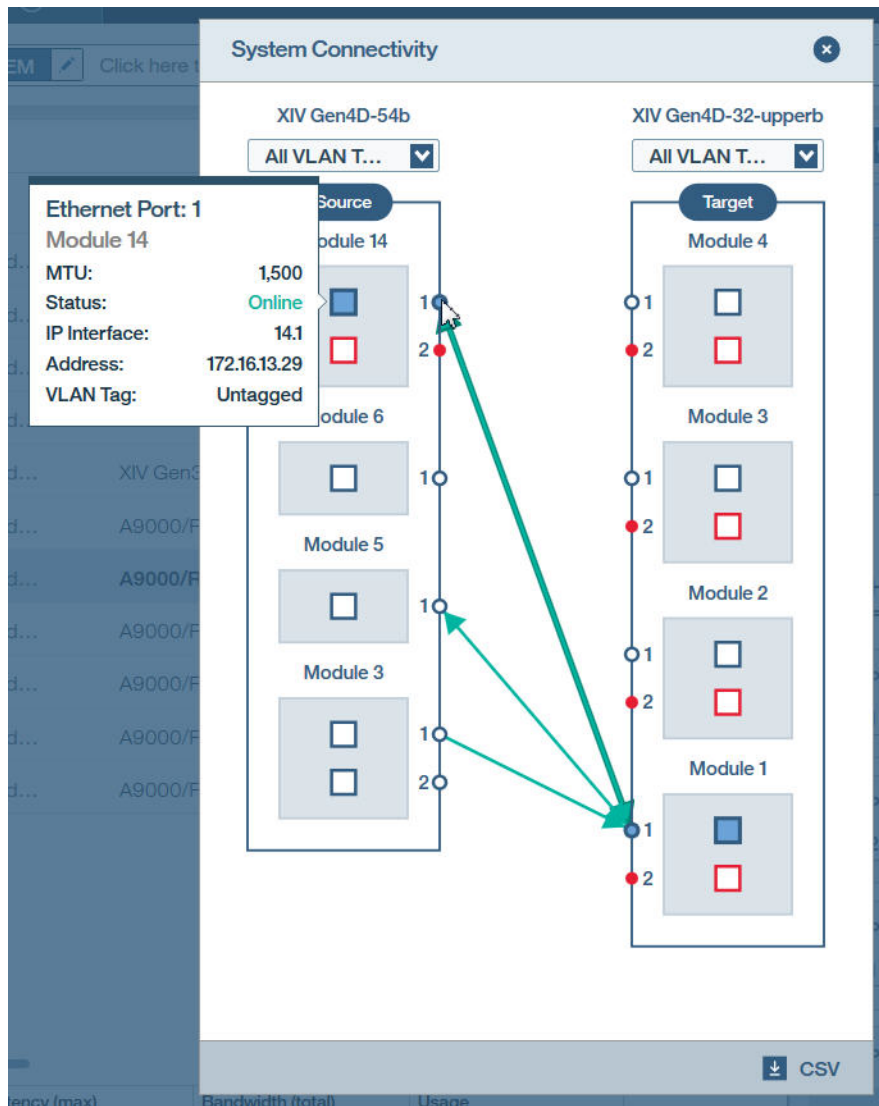 System Connectivity
EM
Click here t
XIV Gen4D-54b
XIV Gen4D-32-upperb
All VLAN T...
All VLAN T...
Ethernet Port: 1
Module 14
MTU: 1,500
Status: Online
IP Interface: 14.1
Address: 172.16.13.29
VLAN Tag: Untagged
Source
Target
odule 14
Module 4
1
1
2
2
odule 6
Module 3
1
1
2
Module 5
1
Module 2
1
2
Module 3
1
2
Module 1
1
2
d...
d...
d...
d...
d... XIV Gen3
d... A9000/F
d... A9000/F
d... A9000/F
d... A9000/F
d... A9000/F
d... A9000/F
CSV
tency (max)
Bandwidth (total)
Usage